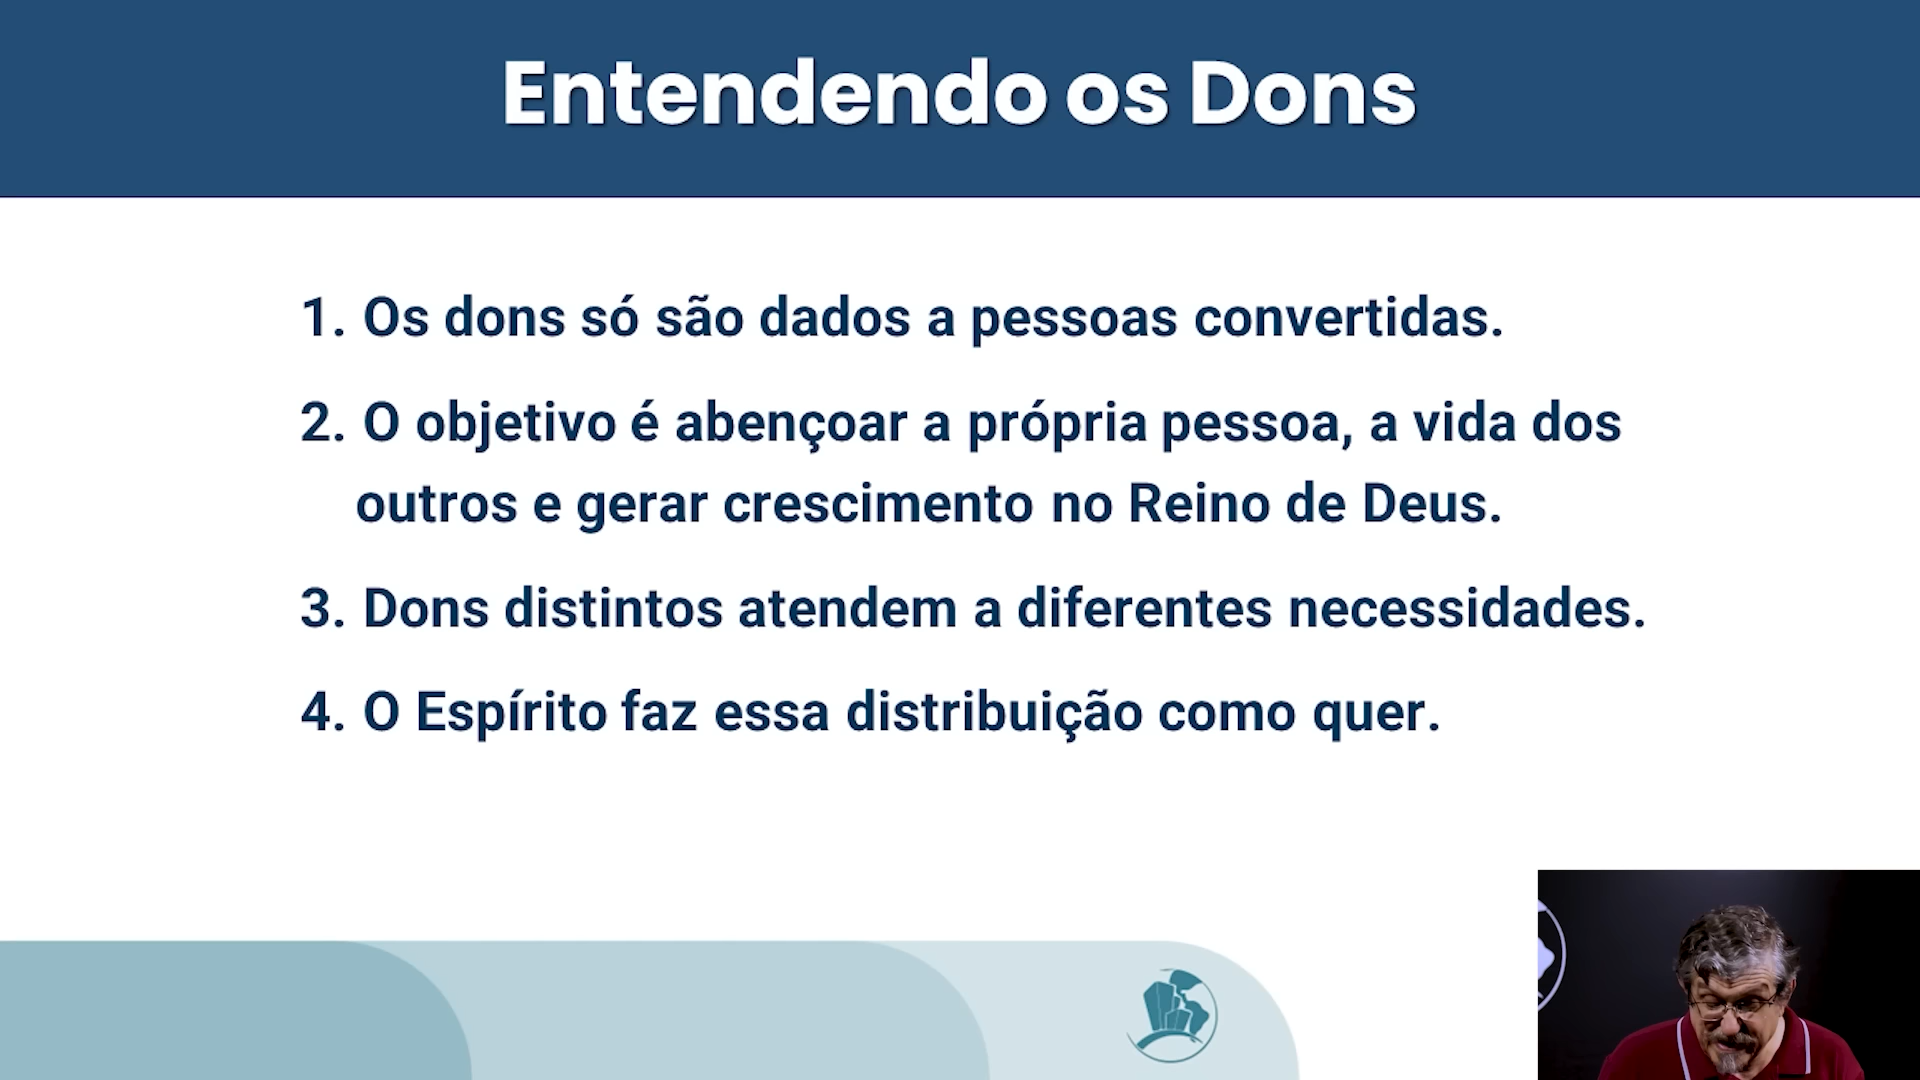 Entendendo os Dons
1. Os dons só são dados a pessoas convertidas.
2. O objetivo é abençoar a própria pessoa, a vida dos
outros e gerar crescimento no Reino de Deus.
3. Dons distintos atendem a diferentes necessidades.
4. O Espírito faz essa distribuição como quer.